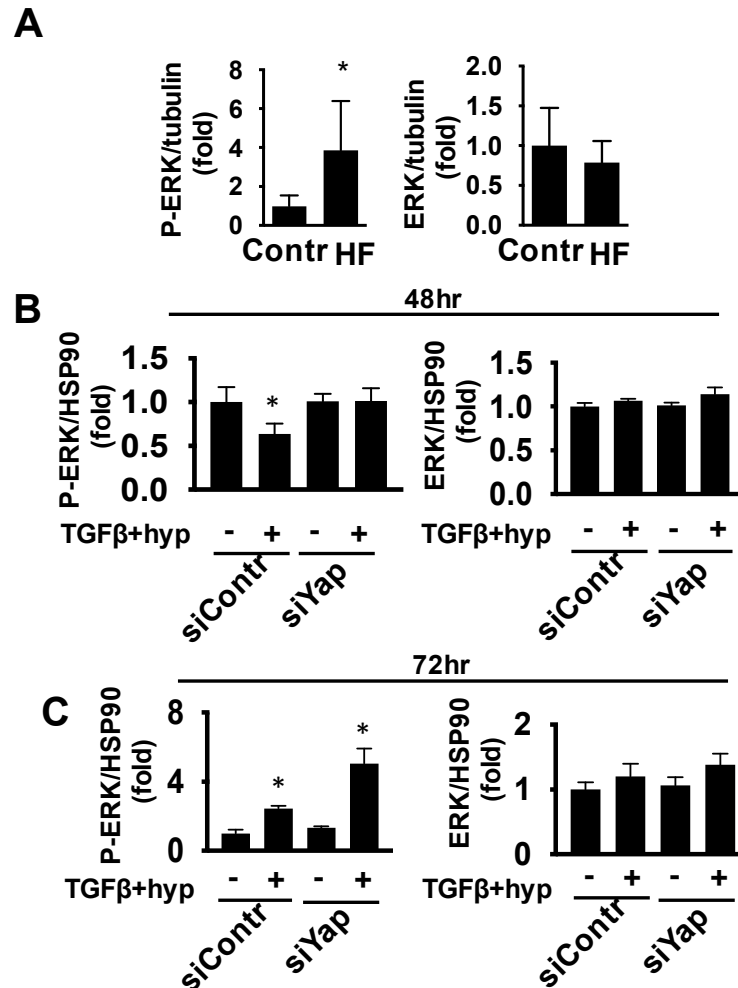 A
P-ERK/tubulin
(fold)
8
6
4
2
0
*
Contr HF
ERK/tubulin
(fold)
2.0
1.5
1.0
0.5
0.0
Contr HF
B
48hr
P-ERK/HSP90
(fold)
1.5
1.0
0.5
0.0
*
TGFβ+hyp - + - +
siContr siYap
ERK/HSP90
(fold)
1.5
1.0
0.5
0.0
TGFβ+hyp - + - +
siContr siYap
72hr
C
P-ERK/HSP90
(fold)
8
4
0
*
*
TGFβ+hyp - + - +
siContr siYap
ERK/HSP90
(fold)
2
1
0
TGFβ+hyp - + - +
siContr siYap